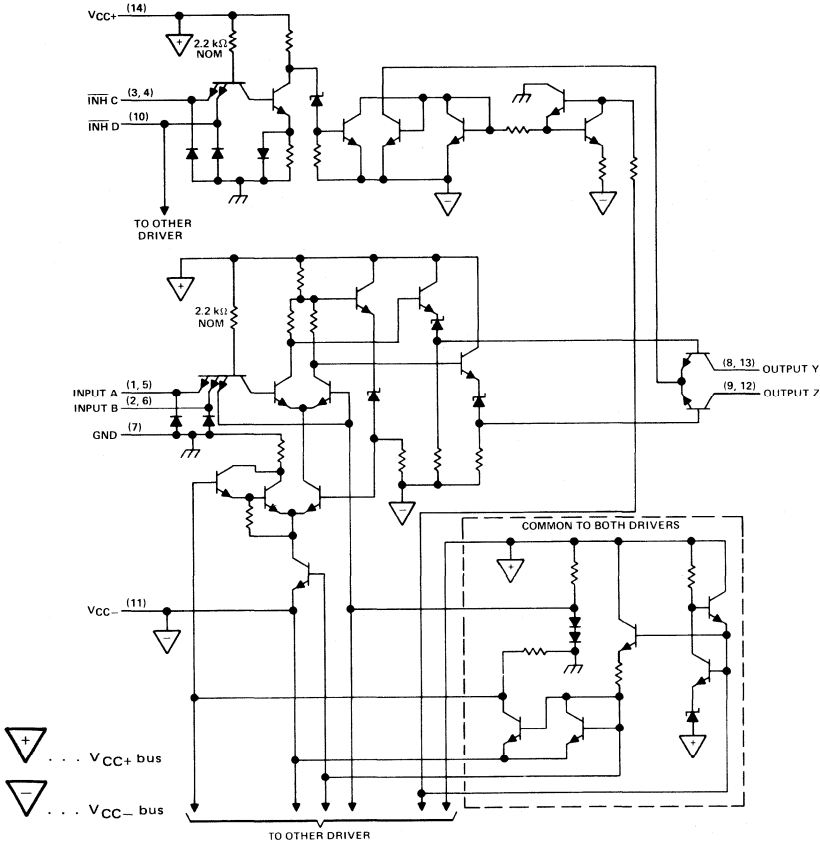 VCC+ (14)
+
2.2 kΩ
NOM
INH C (3, 4)
INH D (10)
TO OTHER
DRIVER
−
−
+
2.2 kΩ
NOM
INPUT A (1, 5)
INPUT B (2, 6)
GND (7)
(8, 13) OUTPUT Y
(9, 12) OUTPUT Z
−
COMMON TO BOTH DRIVERS
+
VCC− (11)
−
+
+ . . . VCC+ bus
− . . . VCC− bus
TO OTHER DRIVER